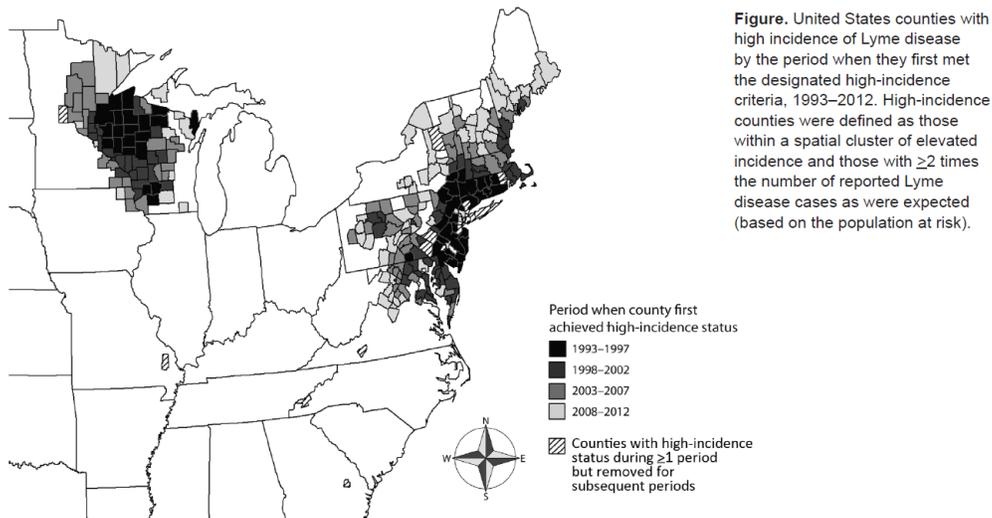 Figure. United States counties with
high incidence of Lyme disease
by the period when they first met
the designated high-incidence
criteria, 1993–2012. High-incidence
counties were defined as those
within a spatial cluster of elevated
incidence and those with ≥2 times
the number of reported Lyme
disease cases as were expected
(based on the population at risk).
Period when county first
achieved high-incidence status
1993–1997
1998–2002
2003–2007
2008–2012
Counties with high-incidence
status during ≥1 period
but removed for
subsequent periods
N
W
E
S